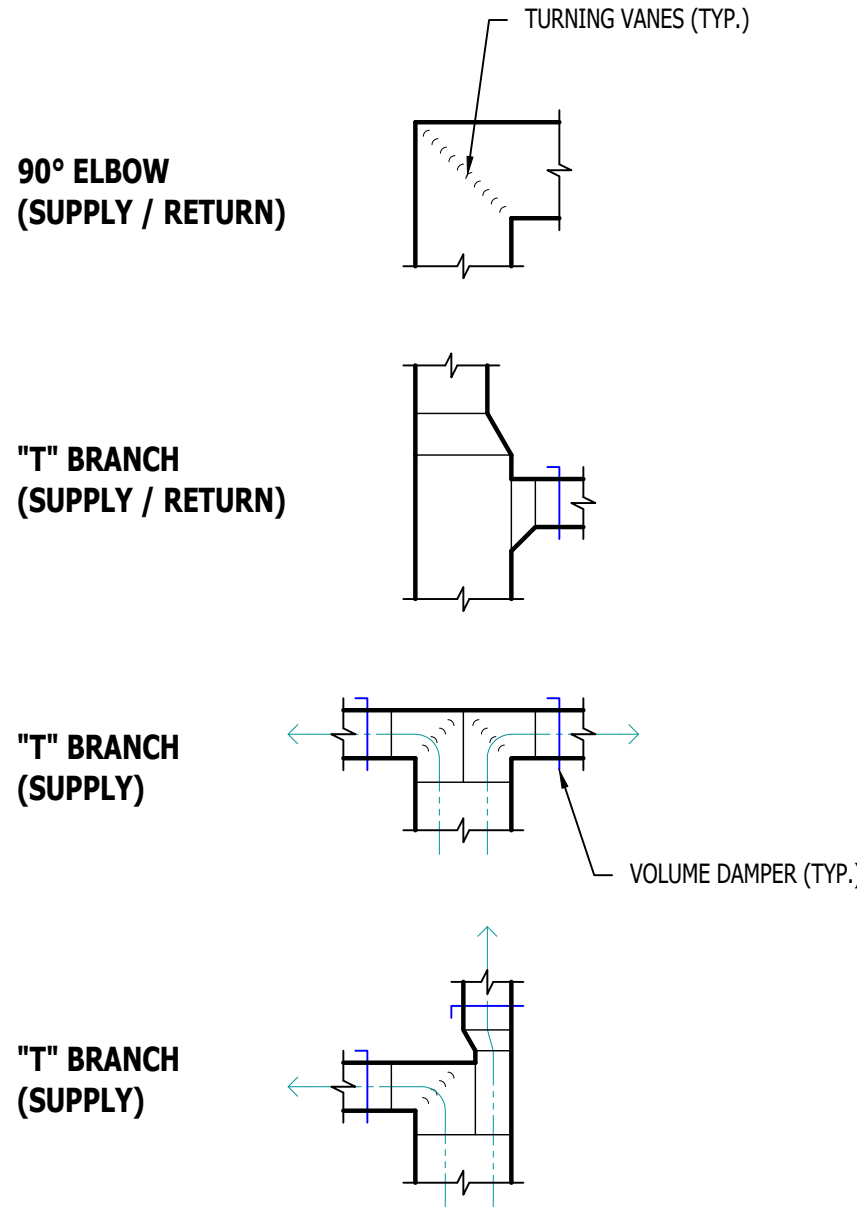 TURNING VANES (TYP.)
90° ELBOW
(SUPPLY / RETURN)
"T" BRANCH
(SUPPLY / RETURN)
"T" BRANCH
(SUPPLY)
VOLUME DAMPER (TYP.)
"T" BRANCH
(SUPPLY)